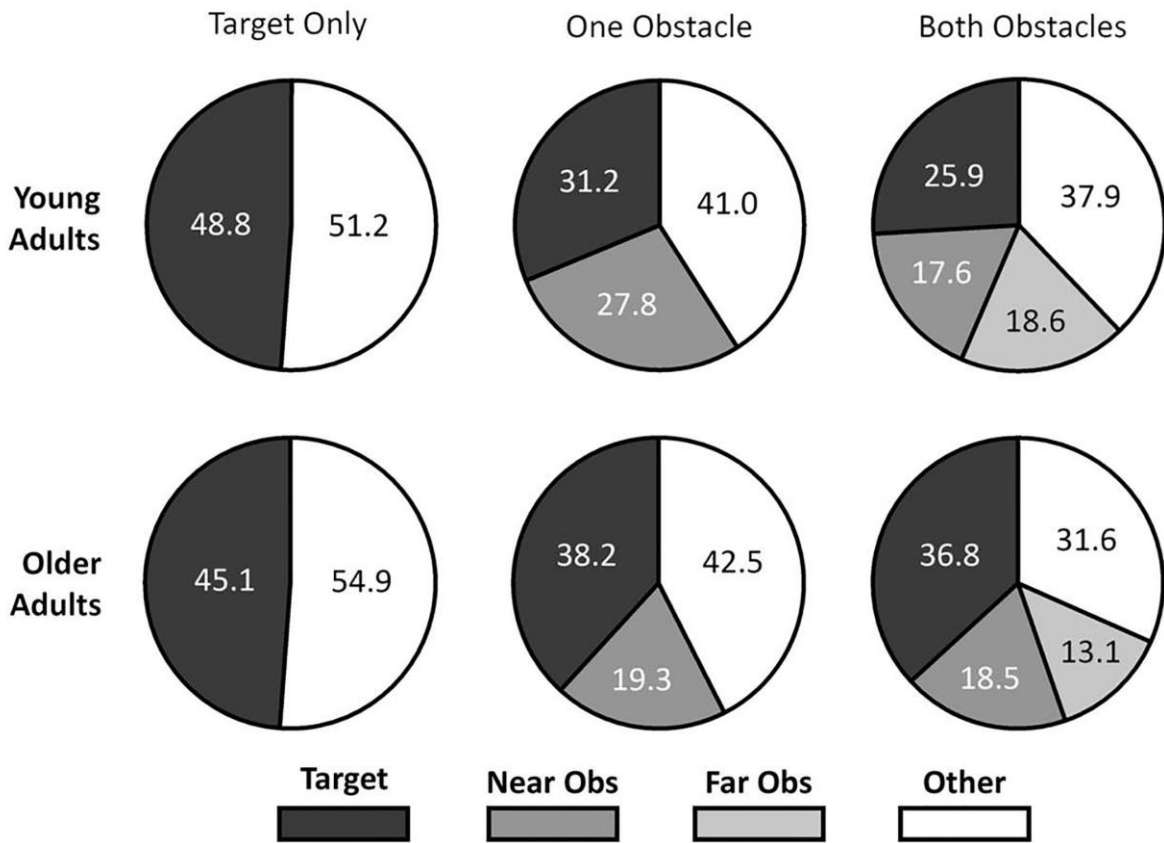 Target Only One Obstacle Both Obstacles
Young
Adults
48.8 51.2
31.2 41.0
27.8
25.9 37.9
17.6 18.6
Older
Adults
45.1 54.9
38.2 42.5
19.3
36.8 31.6
18.5 13.1
Target Near Obs Far Obs Other